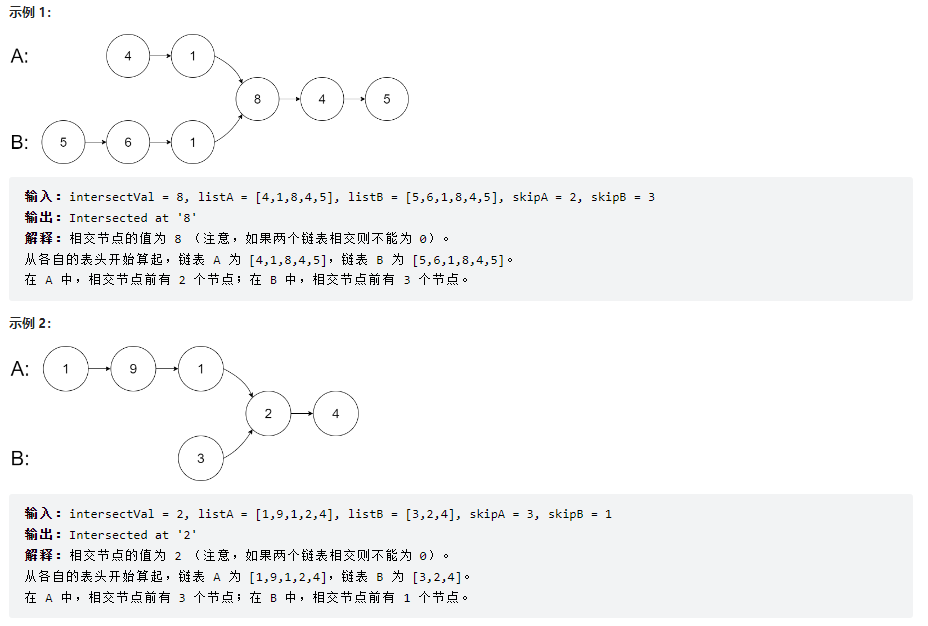 示例 1：
A:
4
1
8
4
5
B:
5
6
1
输入：intersectVal = 8, listA = [4,1,8,4,5], listB = [5,6,1,8,4,5], skipA = 2, skipB = 3
输出：Intersected at '8'
解释：相交节点的值为 8 （注意，如果两个链表相交则不能为 0）。
从各自的表头开始算起，链表 A 为 [4,1,8,4,5]，链表 B 为 [5,6,1,8,4,5]。
在 A 中，相交节点前有 2 个节点；在 B 中，相交节点前有 3 个节点。
示例 2：
A:
1
9
1
2
4
B:
3
输入：intersectVal = 2, listA = [1,9,1,2,4], listB = [3,2,4], skipA = 3, skipB = 1
输出：Intersected at '2'
解释：相交节点的值为 2 （注意，如果两个链表相交则不能为 0）。
从各自的表头开始算起，链表 A 为 [1,9,1,2,4]，链表 B 为 [3,2,4]。
在 A 中，相交节点前有 3 个节点；在 B 中，相交节点前有 1 个节点。